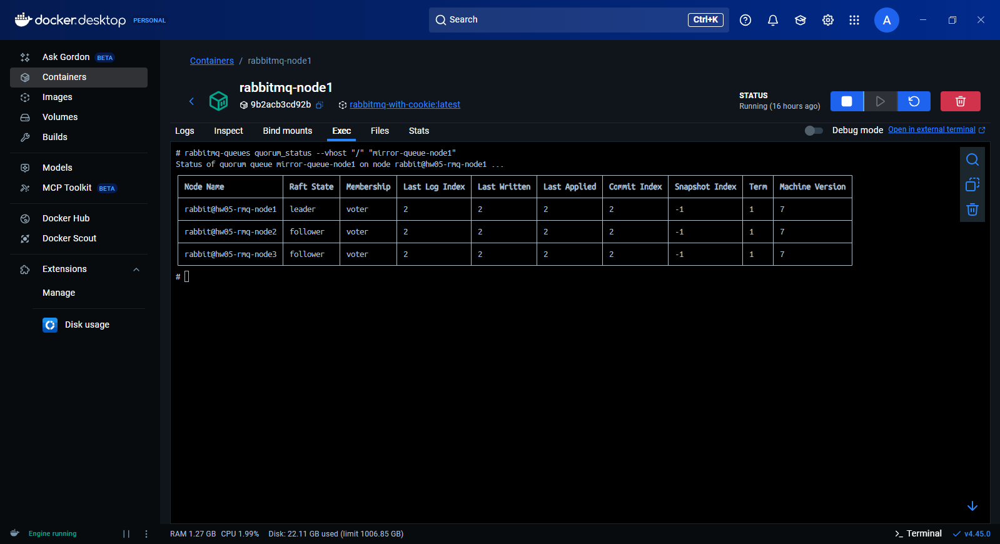 docker.desktop PERSONAL
Search Ctrl+K
A
Ask Gordon BETA
Containers
Images
Volumes
Builds
Models
MCP Toolkit BETA
Docker Hub
Docker Scout
Extensions
Manage
Disk usage
Containers / rabbitmq-node1
rabbitmq-node1
9b2acb3cd92b rabbitmq-with-cookie:latest
STATUS
Running (16 hours ago)
Logs Inspect Bind mounts Exec Files Stats
Debug mode Open in external terminal
# rabbitmq-queues quorum_status --vhost "/" "mirror-queue-node1"
Status of quorum queue mirror-queue-node1 on node rabbit@hw05-rmq-node1 ...
Node Name Raft State Membership Last Log Index Last Written Last Applied Commit Index Snapshot Index Term Machine Version
rabbit@hw05-rmq-node1 leader voter 2 2 2 2 -1 1 7
rabbit@hw05-rmq-node2 follower voter 2 2 2 2 -1 1 7
rabbit@hw05-rmq-node3 follower voter 2 2 2 2 -1 1 7
#
Engine running
RAM 1.27 GB CPU 1.99% Disk: 22.11 GB used (limit 1006.85 GB)
Terminal v4.45.0